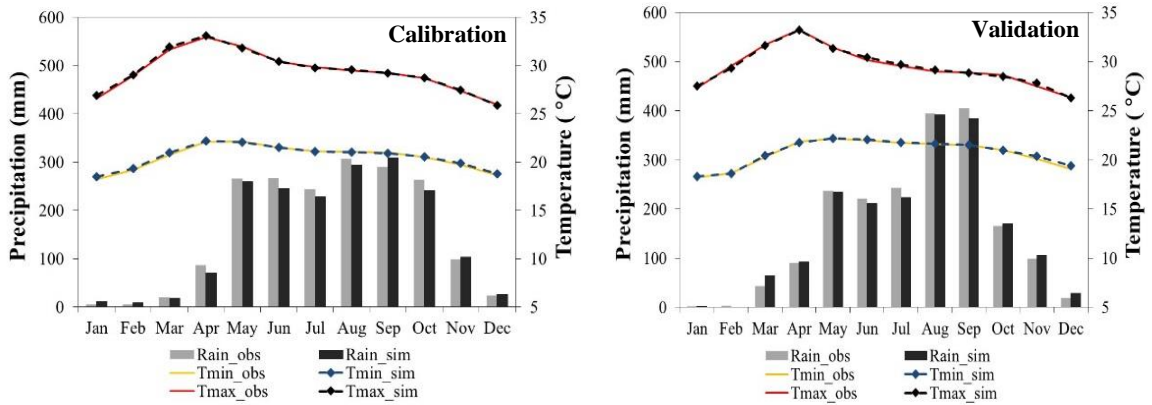 Calibration
Precipitation (mm)
600
500
400
300
200
100
0
35
30
25
20
15
10
5
Temperature ( °C)
Jan Feb Mar Apr May Jun Jul Aug Sep Oct Nov Dec
Rain_obs Rain_sim
Tmin_obs Tmin_sim
Tmax_obs Tmax_sim
Validation
Precipitation (mm)
600
500
400
300
200
100
0
35
30
25
20
15
10
5
Temperature ( °C)
Jan Feb Mar Apr May Jun Jul Aug Sep Oct Nov Dec
Rain_obs Rain_sim
Tmin_obs Tmin_sim
Tmax_obs Tmax_sim